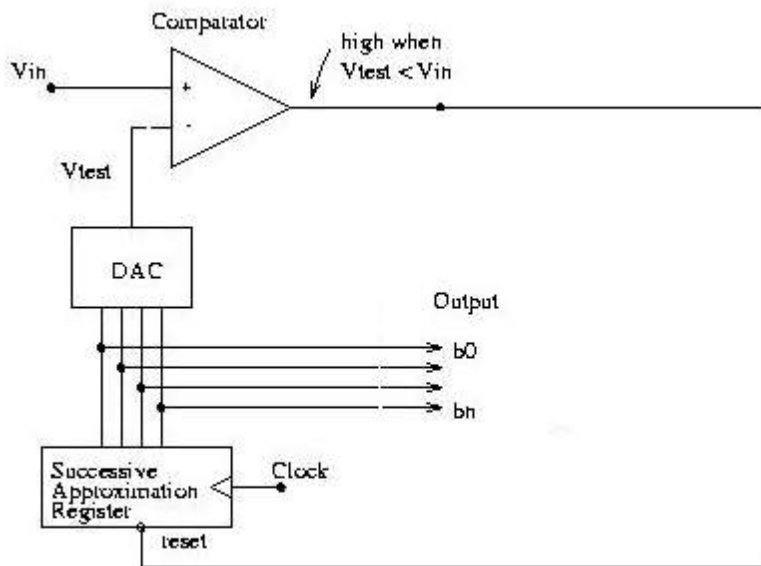 Comparator
high when
Vtest < Vin
Vin
+
-
Vtest
DAC
Output
b0
bn
Successive
Approximation
Register
Clock
reset